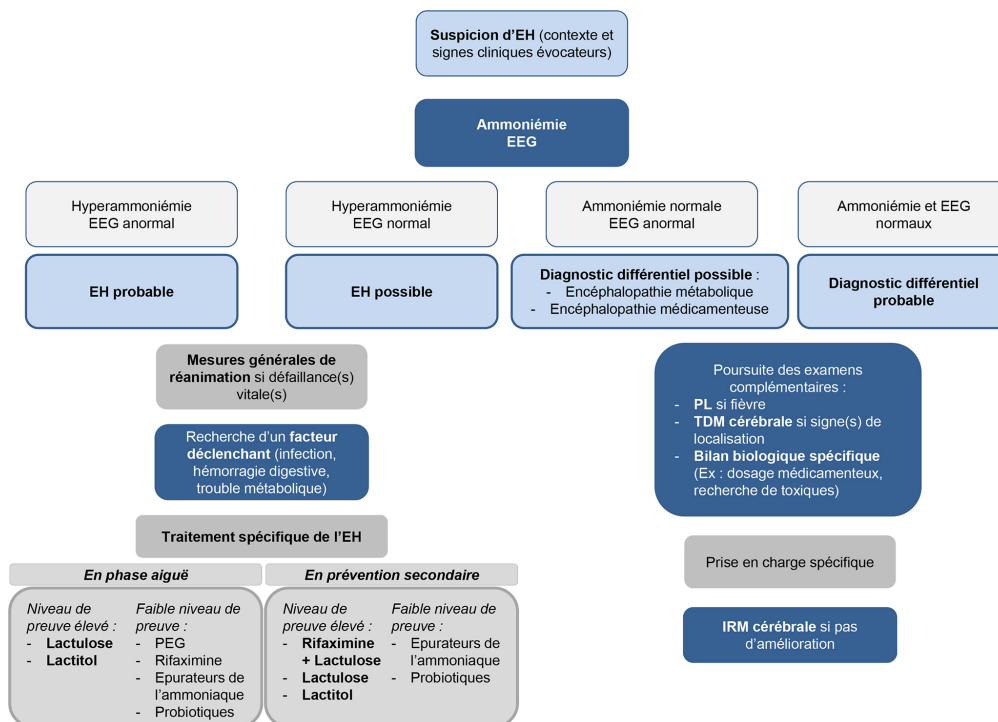 Suspicion d’EH (contexte et
signes cliniques évocateurs)
Ammoniémie
EEG
Hyperammoniémie
EEG anormal
Hyperammoniémie
EEG normal
Ammoniémie normale
EEG anormal
Ammoniémie et EEG
normaux
EH probable
EH possible
Diagnostic différentiel possible :
- Encéphalopathie métabolique
- Encéphalopathie médicamenteuse
Diagnostic différentiel
probable
Mesures générales de
réanimation si défaillance(s)
vitale(s)
Recherche d’un facteur
déclenchant (infection,
hémorragie digestive,
trouble métabolique)
Traitement spécifique de l’EH
En phase aiguë
Niveau de
preuve élevé :
- Lactulose
- Lactitol
Faible niveau de
preuve :
- PEG
- Rifaximine
- Epurateurs de
l’ammoniaque
- Probiotiques
En prévention secondaire
Niveau de
preuve élevé :
- Rifaximine
+ Lactulose
- Lactulose
- Lactitol
Faible niveau de
preuve :
- Epurateurs de
l’ammoniaque
- Probiotiques
Poursuite des examens
complémentaires :
- PL si fièvre
- TDM cérébrale si signe(s) de
localisation
- Bilan biologique spécifique
(Ex : dosage médicamenteux,
recherche de toxiques)
Prise en charge spécifique
IRM cérébrale si pas
d’amélioration